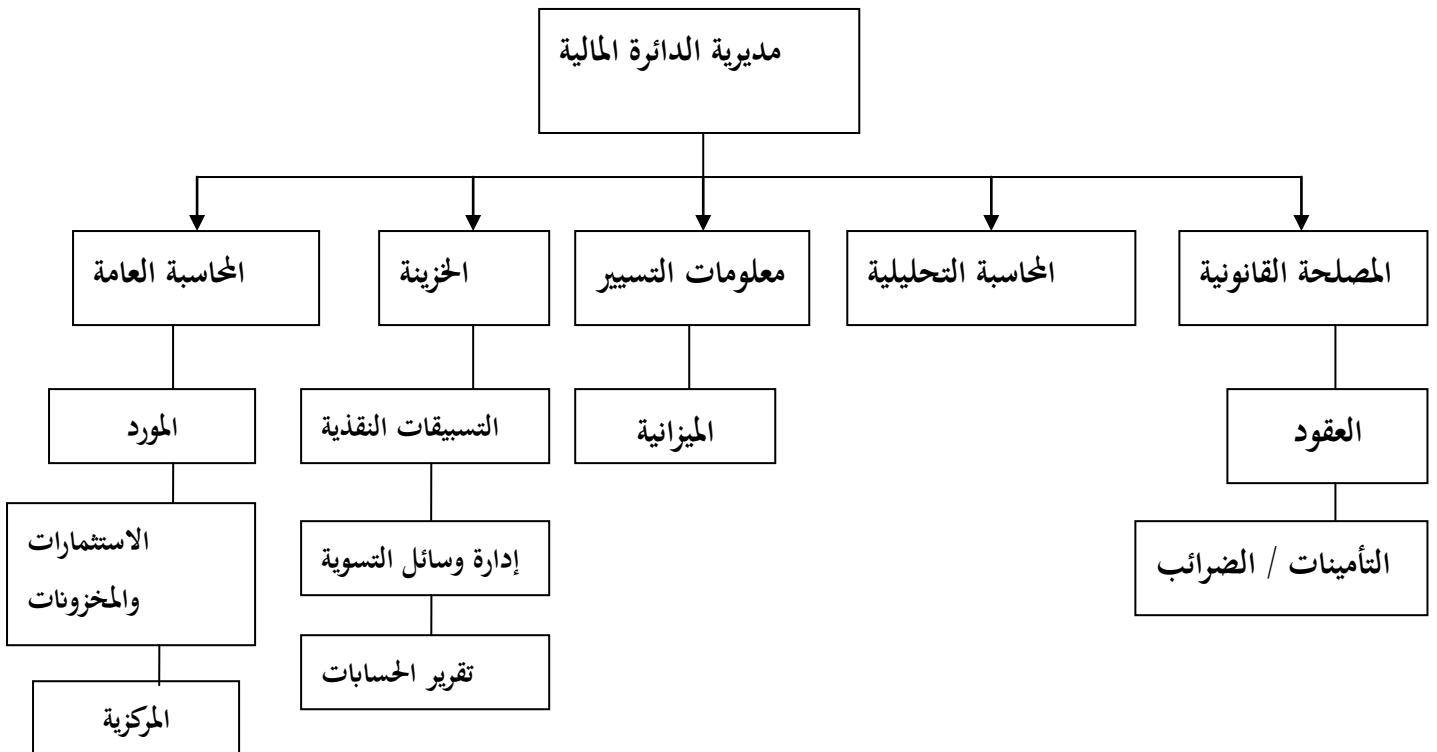 مديرية الدائرة المالية
المصلحة القانونية
المحاسبة التحليلية
معلومات التسيير
الخزينة
المحاسبة العامة
العقود
الميزانية
التسبيقات النقذية
المورد
التأمينات / الضرائب
إدارة وسائل التسوية
الاستثمارات
والمخزونات
تقرير الحسابات
المركزية